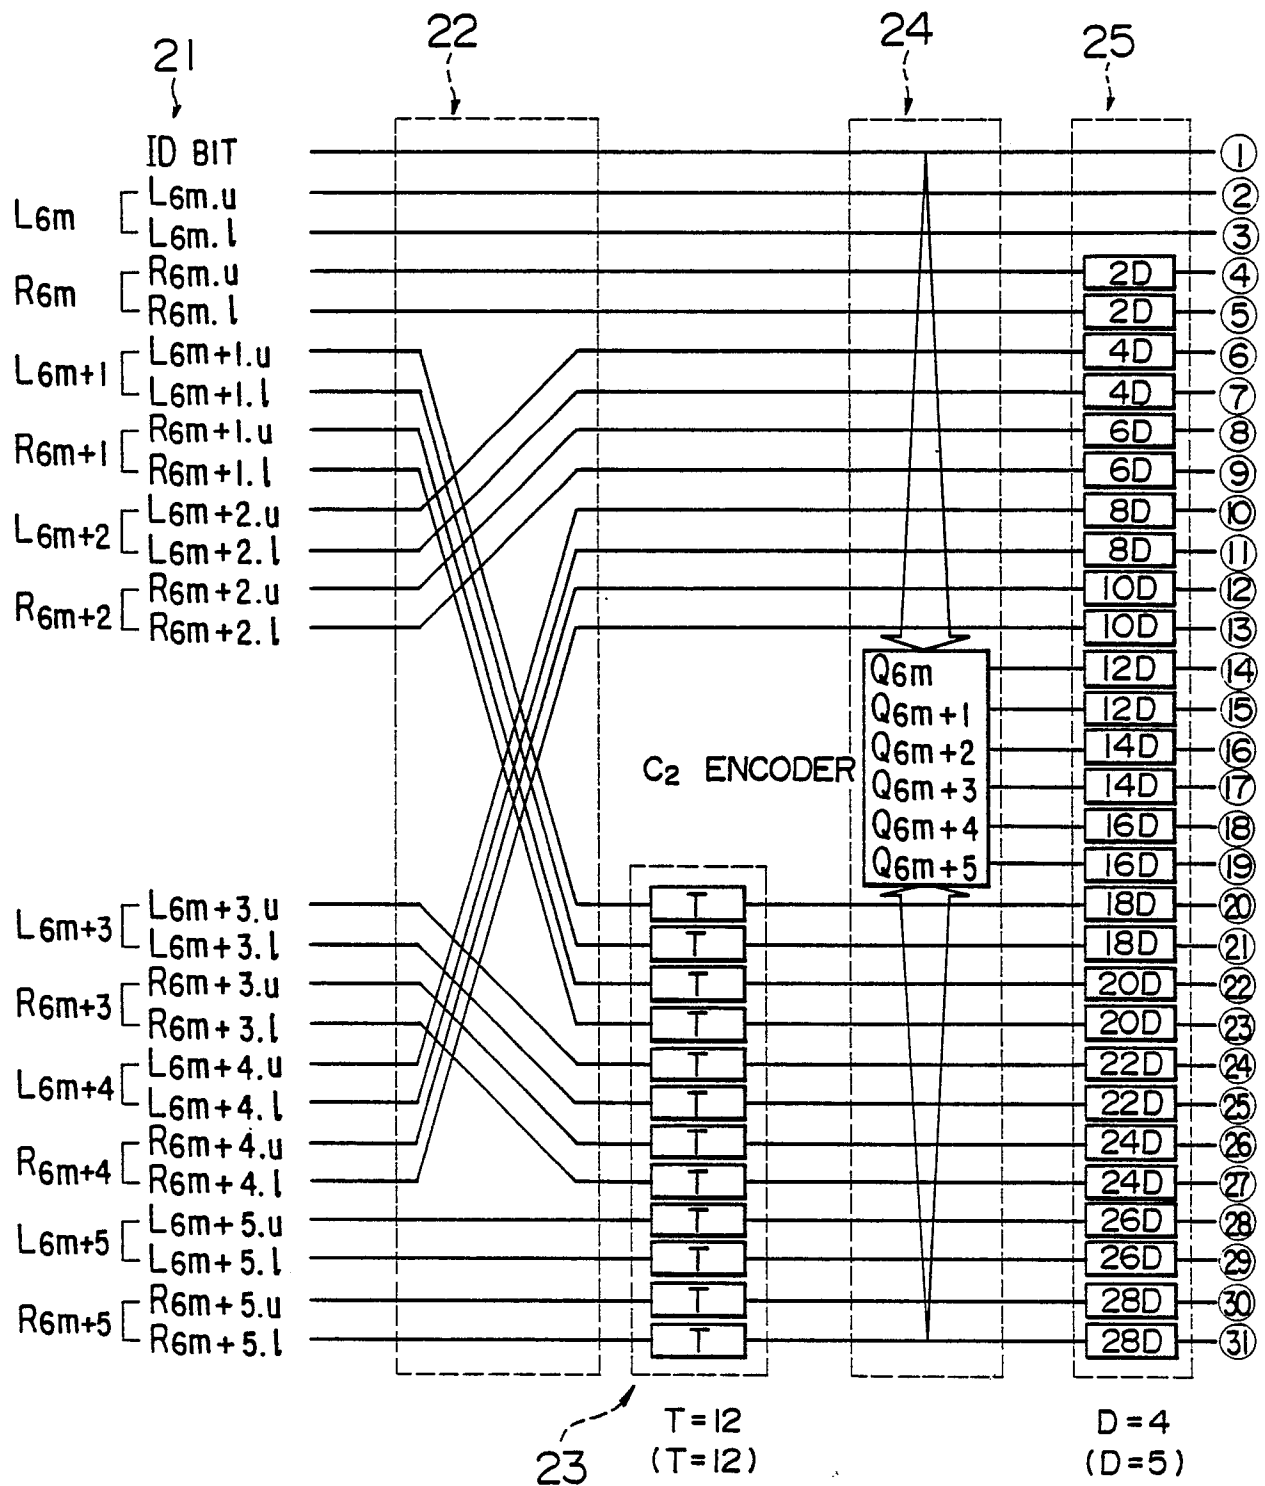 21
22
24
25
ID BIT ①
L6m L6m.u ②
L6m.l ③
R6m R6m.u 2D ④
R6m.l 2D ⑤
L6m+1 L6m+1.u 4D ⑥
L6m+1.l 4D ⑦
R6m+1 R6m+1.u 6D ⑧
R6m+1.l 6D ⑨
L6m+2 L6m+2.u 8D ⑩
L6m+2.l 8D ⑪
R6m+2 R6m+2.u 10D ⑫
R6m+2.l 10D ⑬
Q6m 12D ⑭
Q6m+1 12D ⑮
Q6m+2 14D ⑯
C2 ENCODER Q6m+3 14D ⑰
Q6m+4 16D ⑱
Q6m+5 16D ⑲
L6m+3 L6m+3.u T 18D ⑳
L6m+3.l T 18D ㉑
R6m+3 R6m+3.u T 20D ㉒
R6m+3.l T 20D ㉓
L6m+4 L6m+4.u T 22D ㉔
L6m+4.l T 22D ㉕
R6m+4 R6m+4.u T 24D ㉖
R6m+4.l T 24D ㉗
L6m+5 L6m+5.u T 26D ㉘
L6m+5.l T 26D ㉙
R6m+5 R6m+5.u T 28D ㉚
R6m+5.l T 28D ㉛
23
T=12
(T=12)
D=4
(D=5)